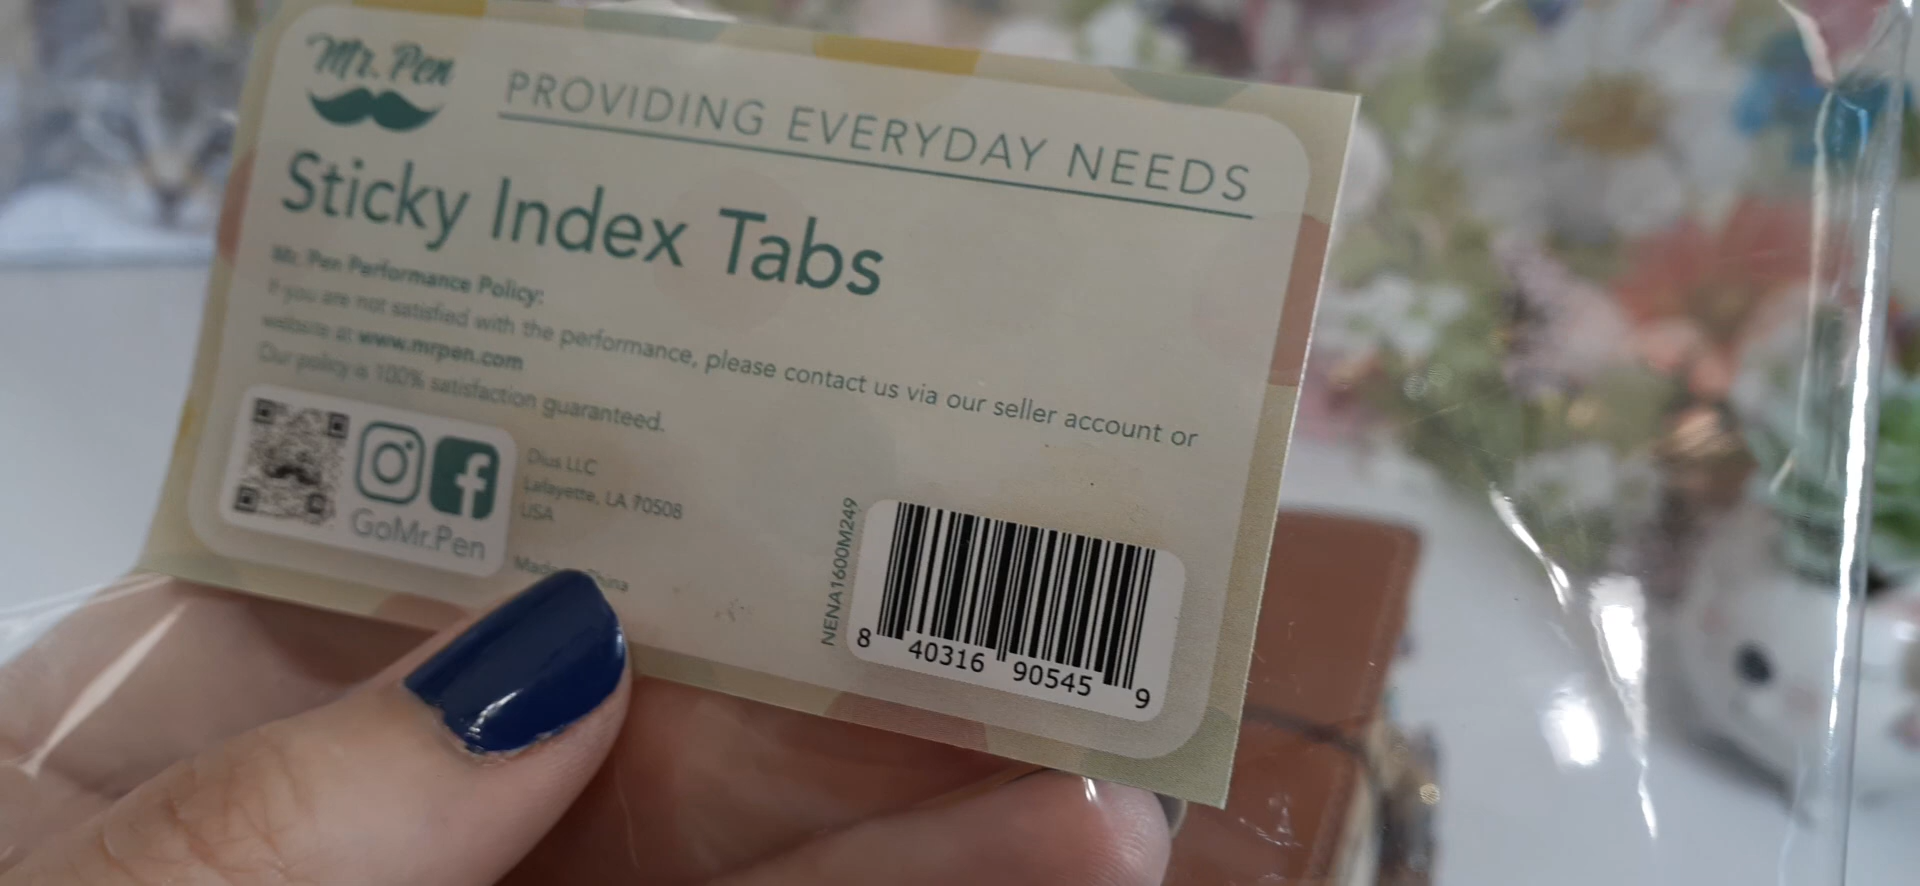 Mr. Pen
PROVIDING EVERYDAY NEEDS
Sticky Index Tabs
Mr. Pen Performance Policy:
If you are not satisfied with the performance, please contact us via our seller account or
website at www.mrpen.com
Our policy is 100% satisfaction guaranteed.
GoMr.Pen
Dius LLC
Lafayette, LA 70508
USA
Made China
NENA1600M249
8 40316 90545 9